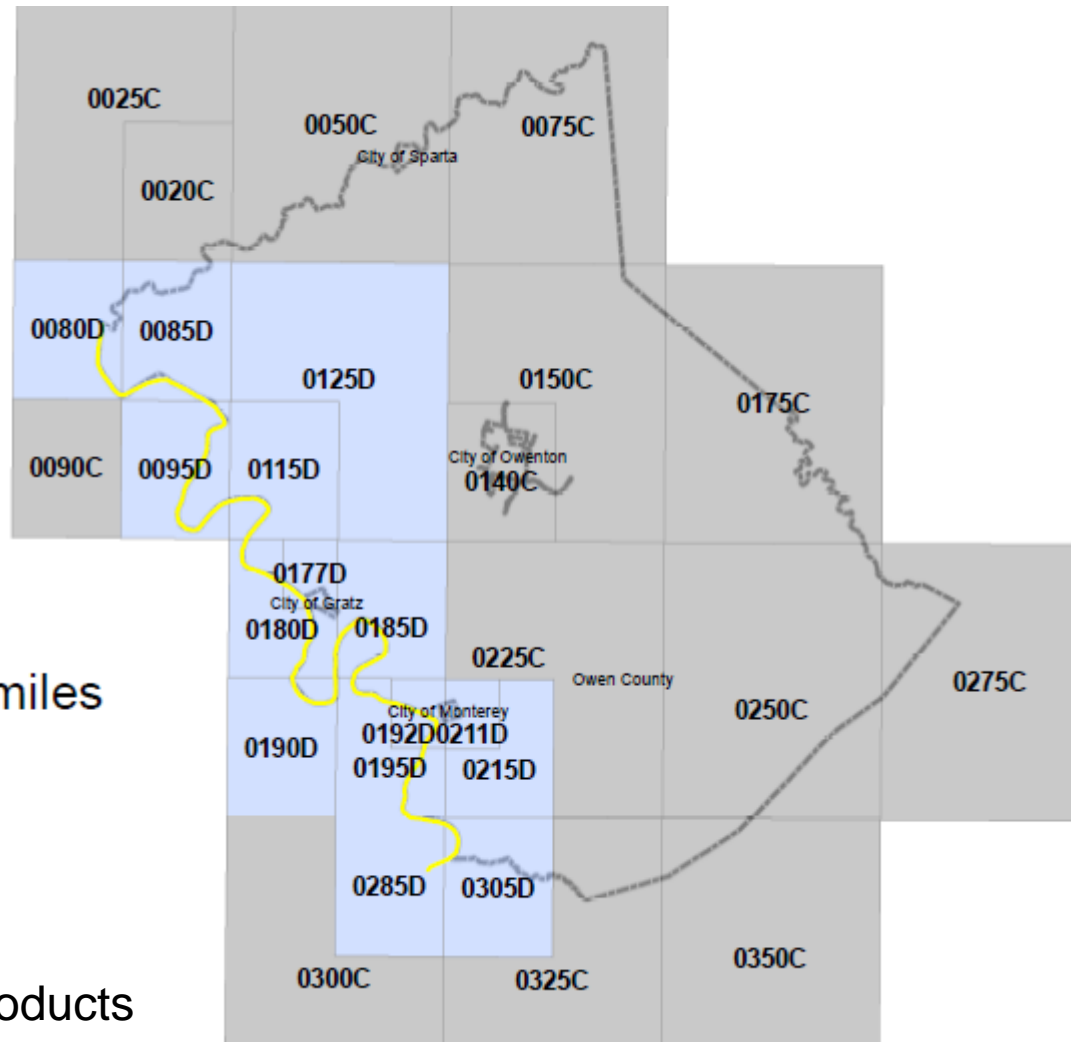 0025C
0050C
0075C
City of Sparta
0020C
0080D
0085D
0125D
0150C
0175C
0090C
0095D
0115D
City of Owenton
0140C
0177D
City of Gratz
0180D
0185D
0225C
Owen County
0275C
miles
City of Monterey
0250C
0192D
0211D
0190D
0195D
0215D
0285D
0305D
0300C
0325C
0350C
oducts